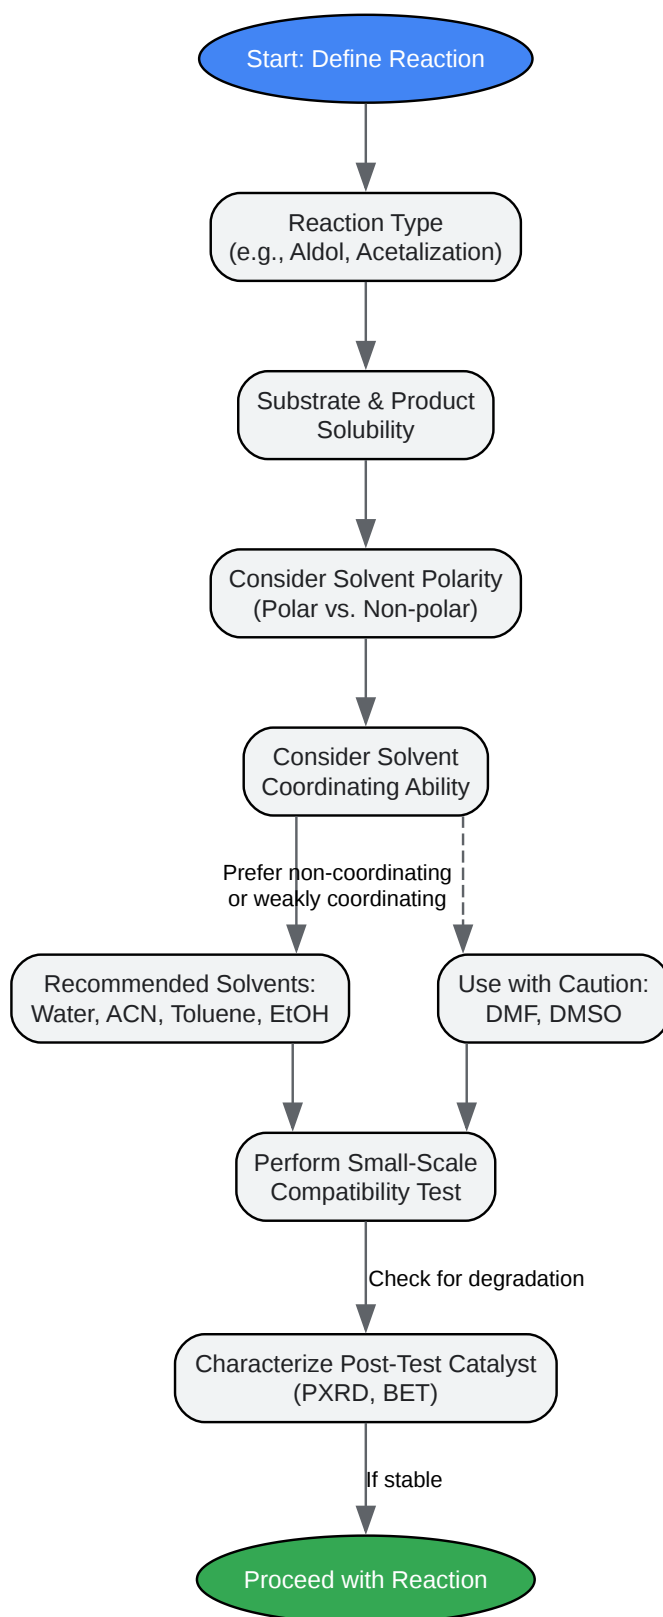 Start: Define Reaction
Reaction Type
(e.g., Aldol, Acetalization)
Substrate & Product
Solubility
Consider Solvent Polarity
(Polar vs. Non-polar)
Consider Solvent
Coordinating Ability
Prefer non-coordinating
or weakly coordinating
Recommended Solvents:
Water, ACN, Toluene, EtOH
Use with Caution:
DMF, DMSO
Perform Small-Scale
Compatibility Test
Check for degradation
Characterize Post-Test Catalyst
(PXRD, BET)
If stable
Proceed with Reaction